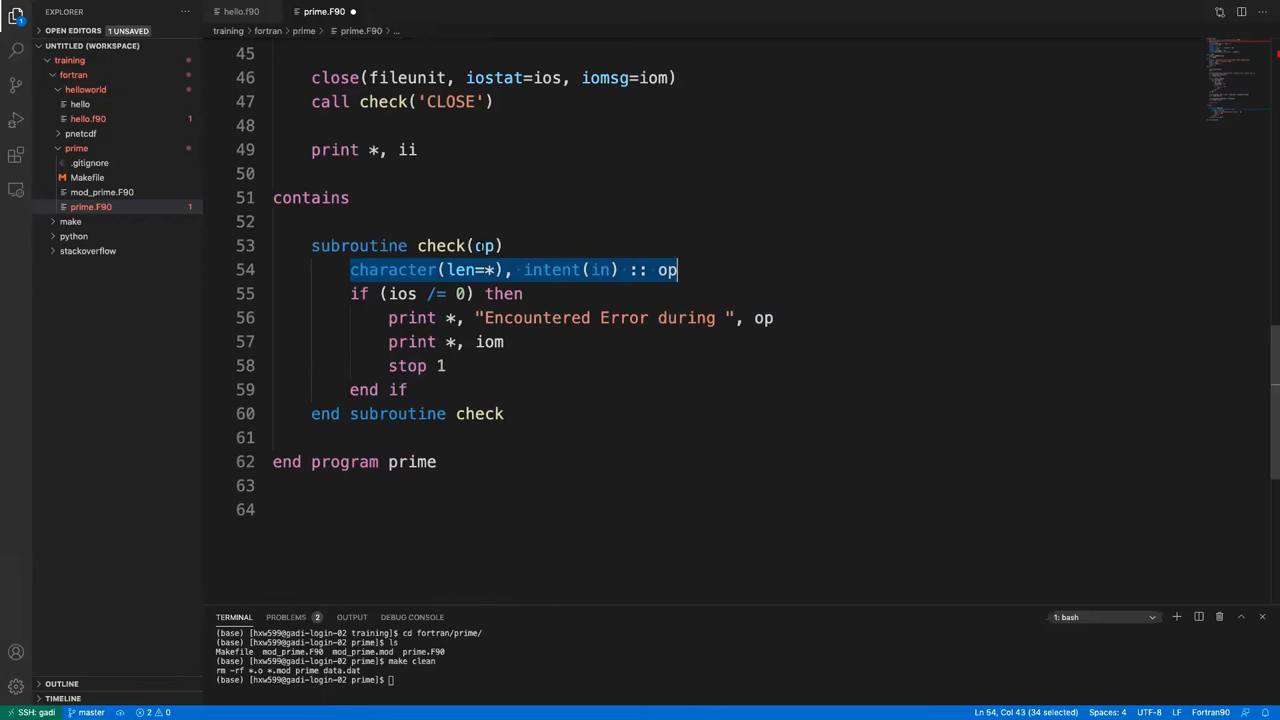 EXPLORER
hello.f90
prime.F90
OPEN EDITORS 1 UNSAVED
training > fortran > prime > prime.F90 > ...
UNTITLED (WORKSPACE)
training
fortran
helloworld
hello
hello.f90 1
pnetcdf
prime
.gitignore
Makefile
mod_prime.F90
prime.F90 1
make
python
stackoverflow
OUTLINE
TIMELINE
45
46 close(fileunit, iostat=ios, iomsg=iom)
47 call check('CLOSE')
48
49 print *, ii
50
51 contains
52
53 subroutine check(op)
54 character(len=*), intent(in) :: op
55 if (ios /= 0) then
56 print *, "Encountered Error during ", op
57 print *, iom
58 stop 1
59 end if
60 end subroutine check
61
62 end program prime
63
64
TERMINAL PROBLEMS 2 OUTPUT DEBUG CONSOLE
1: bash
(base) [hxw599@gadi-login-02 training]$ cd fortran/prime/
(base) [hxw599@gadi-login-02 prime]$ ls
Makefile mod_prime.F90 mod_prime.mod prime.F90
(base) [hxw599@gadi-login-02 prime]$ make clean
rm -rf *.o *.mod prime data.dat
(base) [hxw599@gadi-login-02 prime]$
SSH: gadi master 2 0 Ln 54, Col 43 (34 selected) Spaces: 4 UTF-8 LF Fortran90